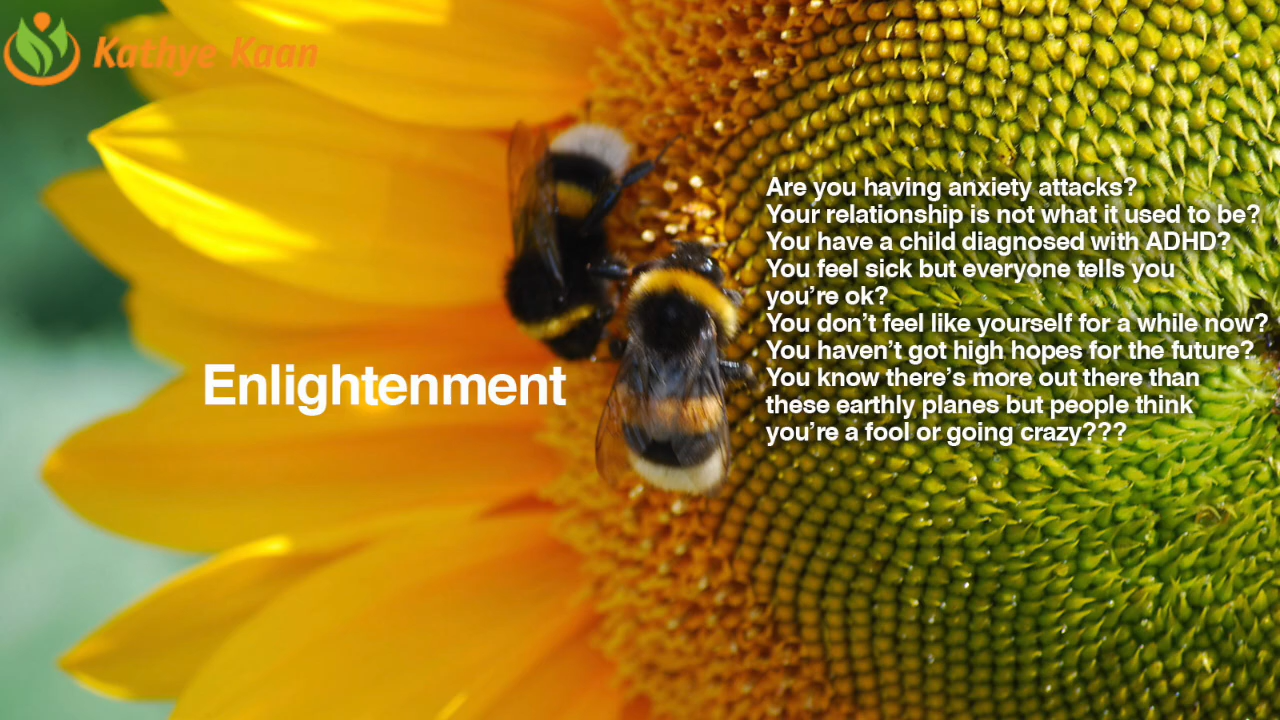 Kathye Kaan
Enlightenment
Are you having anxiety attacks?
Your relationship is not what it used to be?
You have a child diagnosed with ADHD?
You feel sick but everyone tells you
you’re ok?
You don’t feel like yourself for a while now?
You haven’t got high hopes for the future?
You know there’s more out there than
these earthly planes but people think
you’re a fool or going crazy???